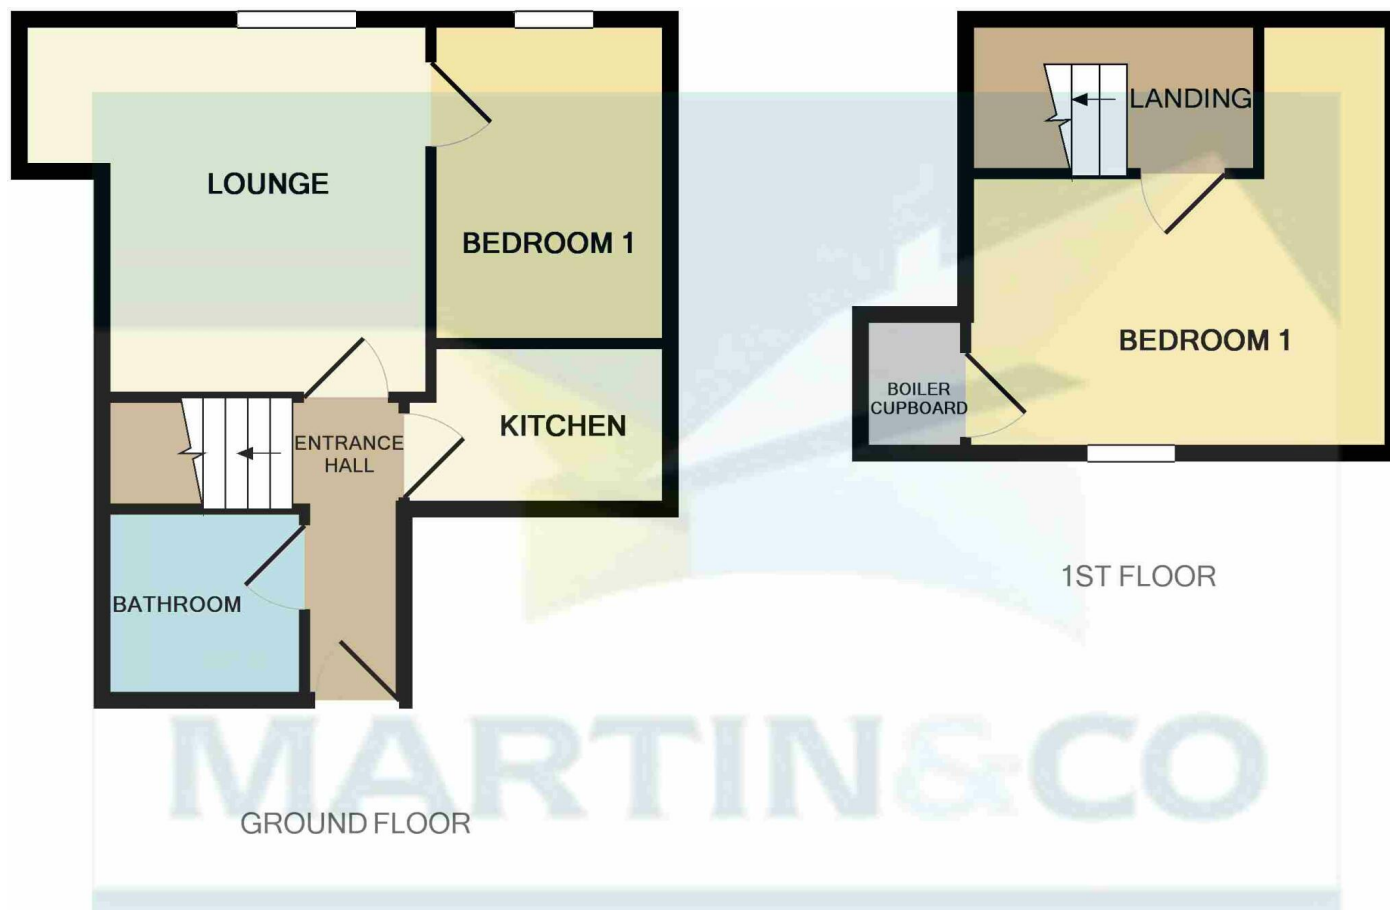 LOUNGE
BEDROOM 1
KITCHEN
ENTRANCE
HALL
BATHROOM
GROUND FLOOR
LANDING
BEDROOM 1
BOILER
CUPBOARD
1ST FLOOR
MARTIN&CO